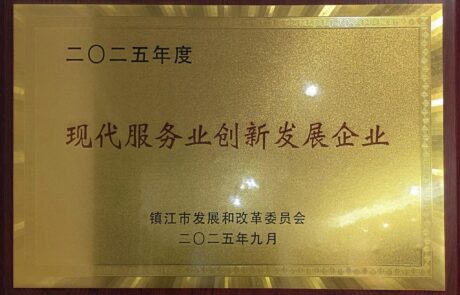 二〇二五年度
现代服务业创新发展企业
镇江市发展和改革委员会
二〇二五年九月